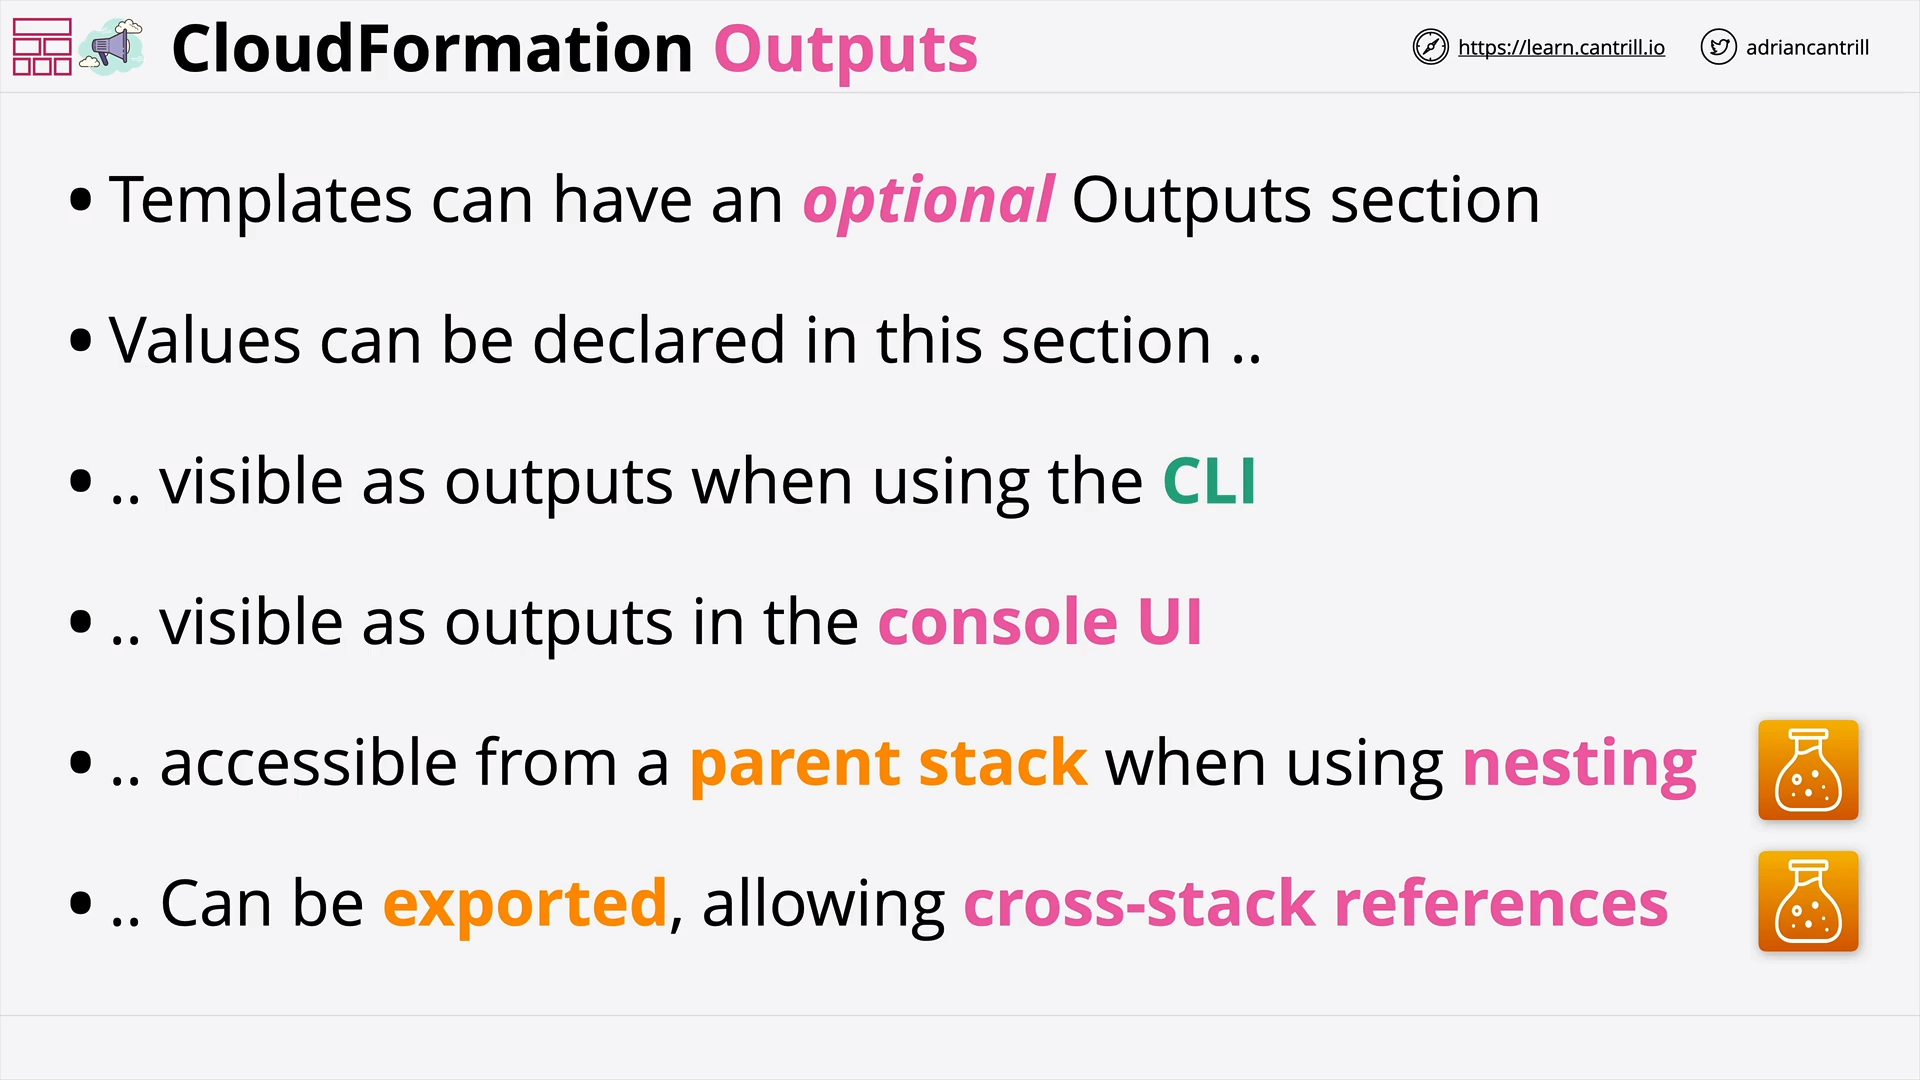 CloudFormation Outputs
https://learn.cantrill.io
adriancantrill
• Templates can have an optional Outputs section
• Values can be declared in this section ..
• .. visible as outputs when using the CLI
• .. visible as outputs in the console UI
• .. accessible from a parent stack when using nesting
• .. Can be exported, allowing cross-stack references